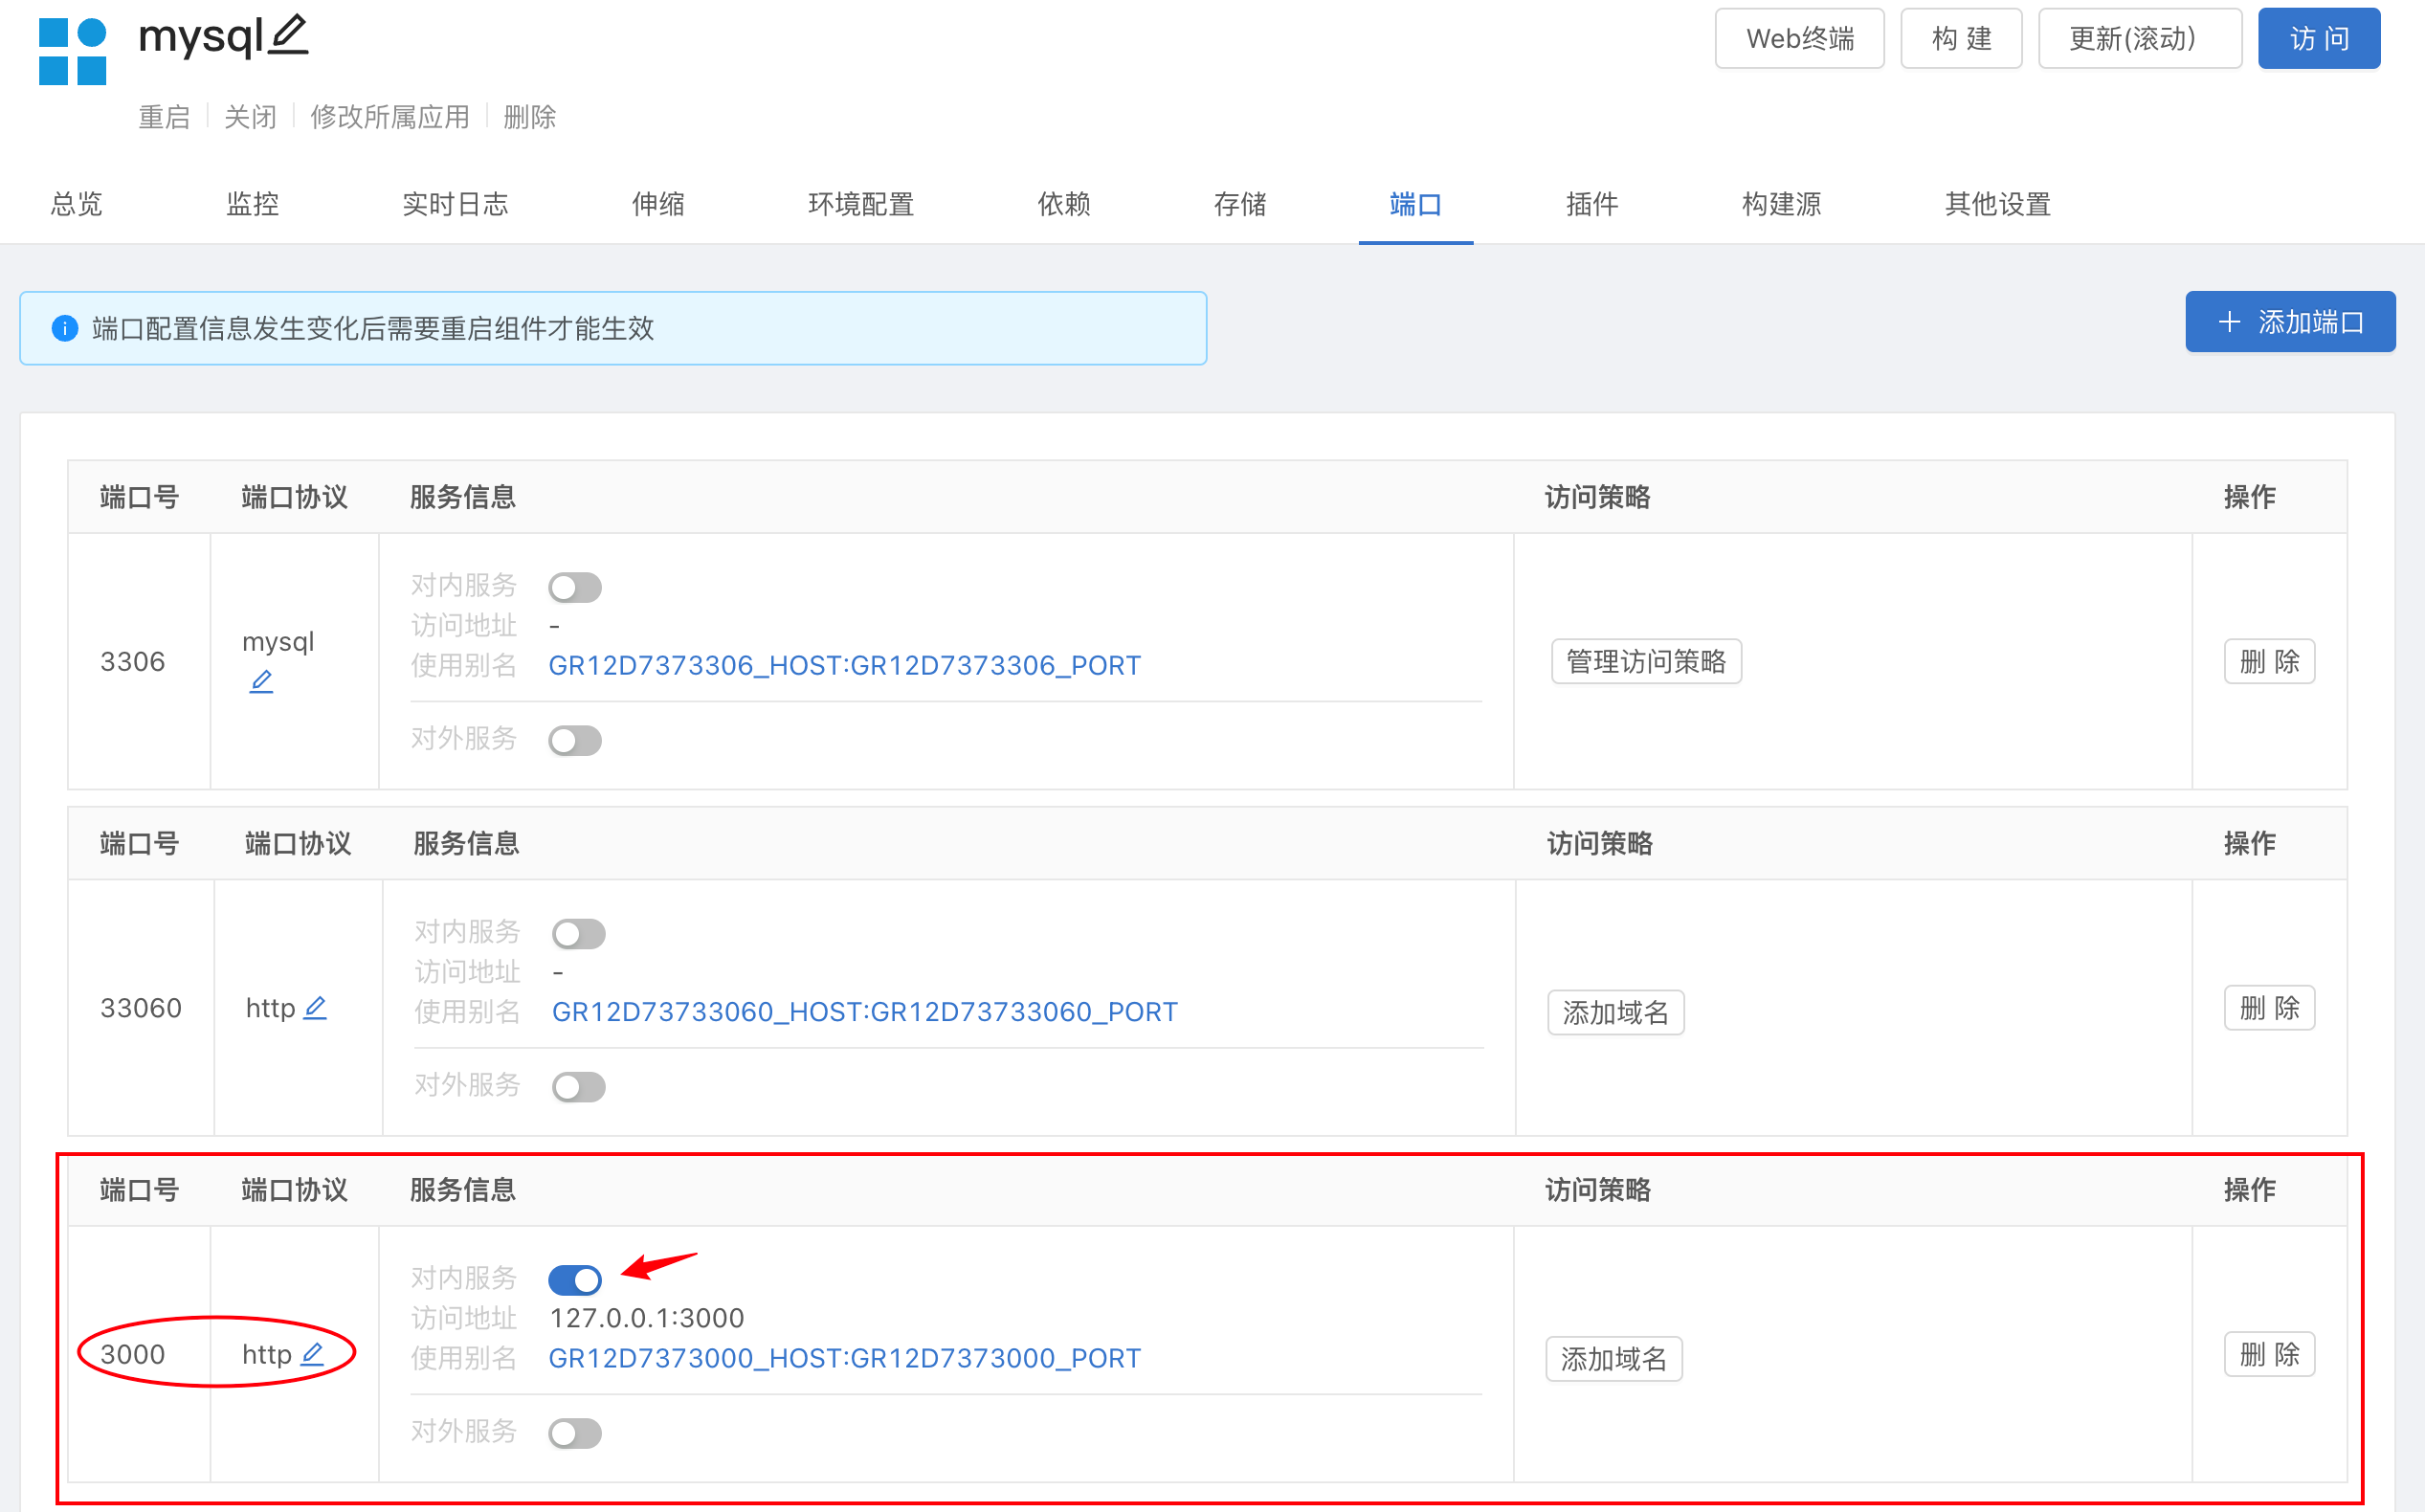 mysql
Web终端 构 建 更新(滚动) 访 问
重启 关闭 修改所属应用 删除
总览 监控 实时日志 伸缩 环境配置 依赖 存储 端口 插件 构建源 其他设置
端口配置信息发生变化后需要重启组件才能生效
添加端口
端口号 端口协议 服务信息 访问策略 操作
对内服务
访问地址 -
3306 mysql 使用别名 GR12D7373306_HOST:GR12D7373306_PORT 管理访问策略 删 除
对外服务
端口号 端口协议 服务信息 访问策略 操作
对内服务
访问地址 -
33060 http 使用别名 GR12D73733060_HOST:GR12D73733060_PORT 添加域名 删 除
对外服务
端口号 端口协议 服务信息 访问策略 操作
对内服务
访问地址 127.0.0.1:3000
3000 http 使用别名 GR12D7373000_HOST:GR12D7373000_PORT 添加域名 删 除
对外服务